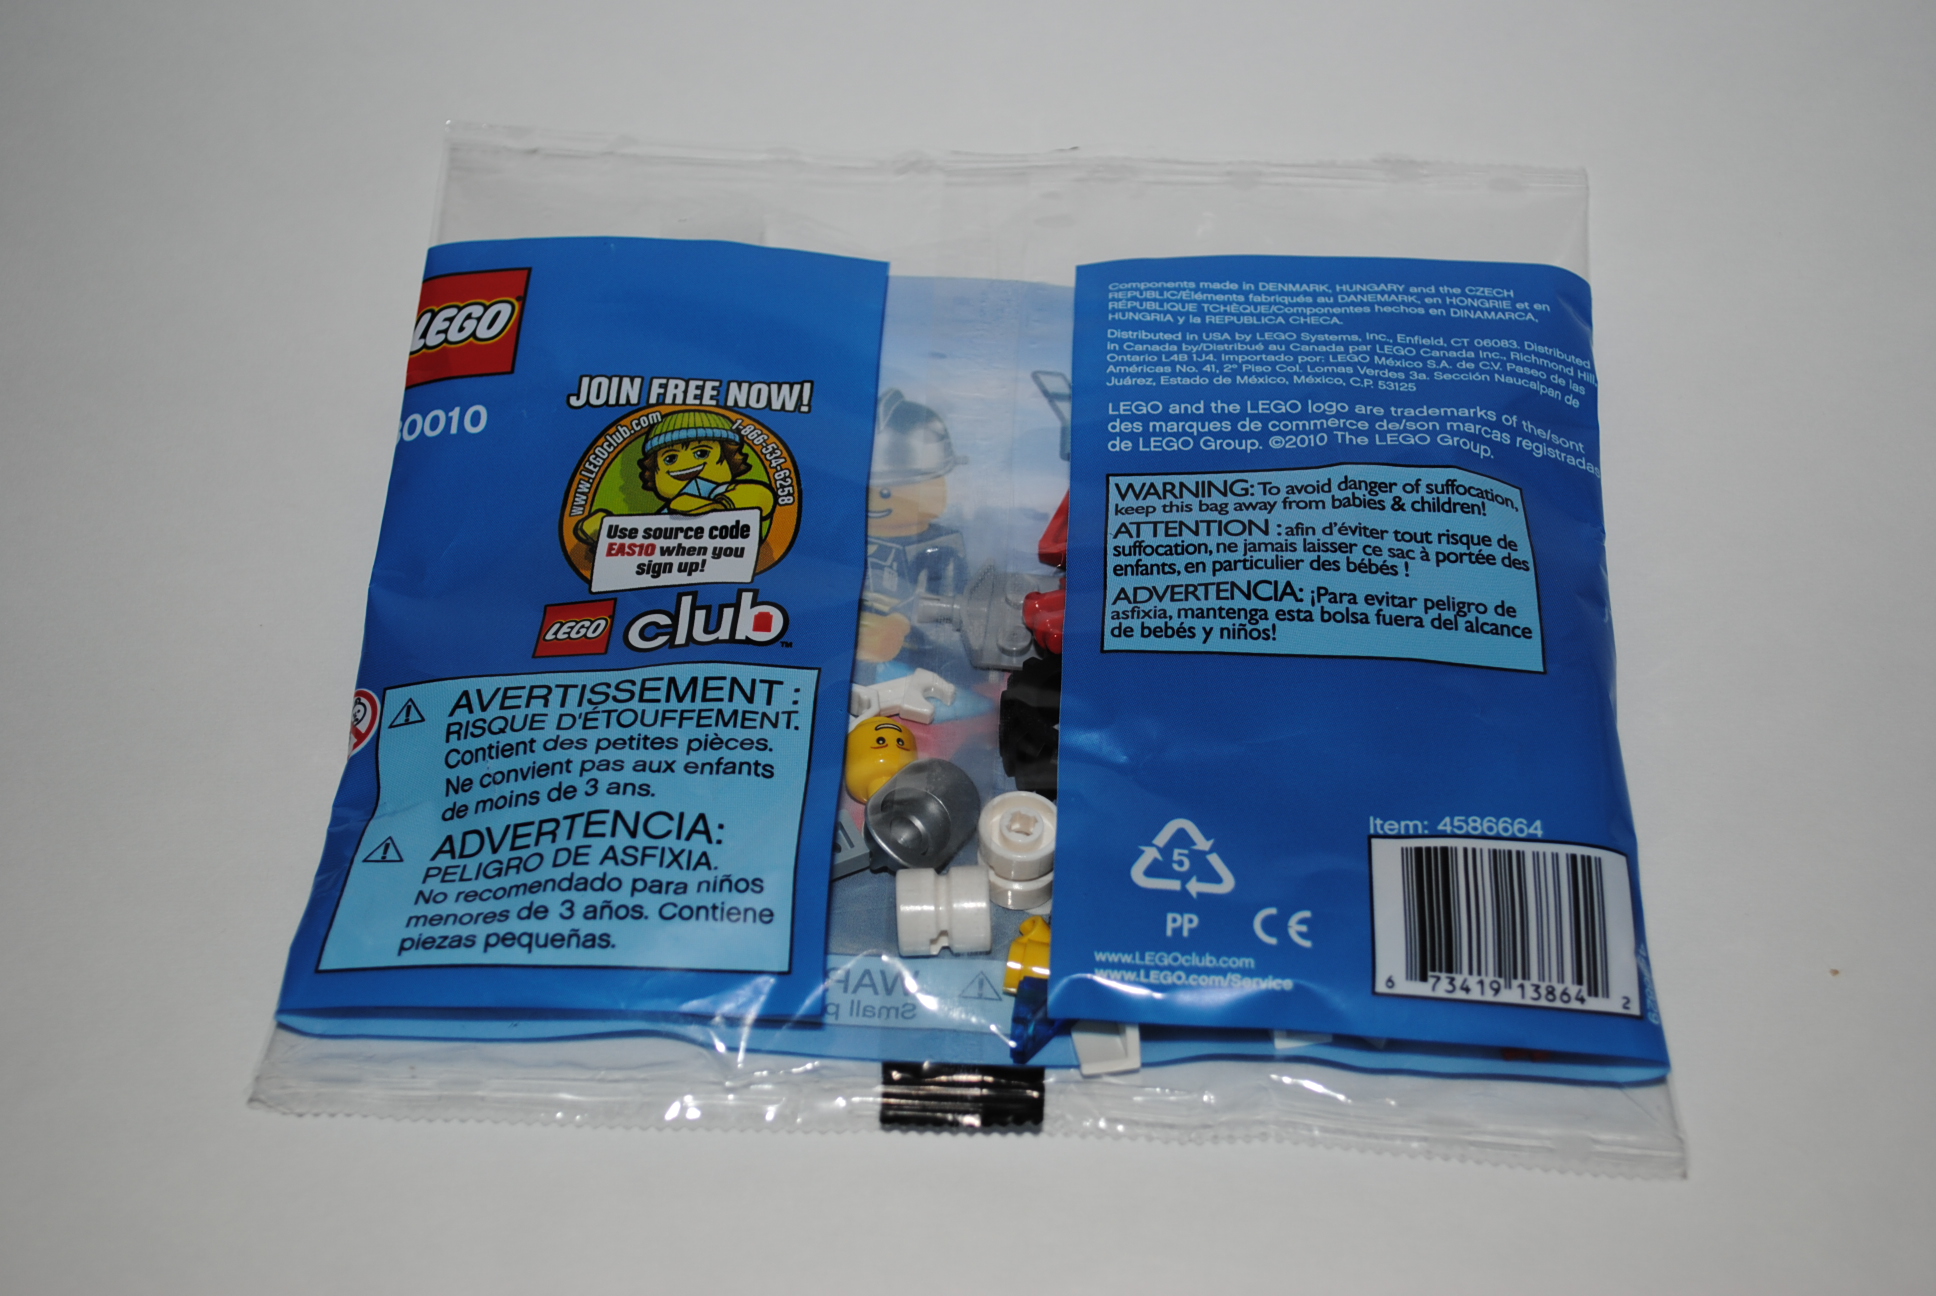 LEGO
30010
JOIN FREE NOW!
www.LEGOclub.com
1-866-534-6258
Use source code
EAS10 when you
sign up!
LEGO club™
AVERTISSEMENT :
RISQUE D'ÉTOUFFEMENT.
Contient des petites pièces.
Ne convient pas aux enfants
de moins de 3 ans.
ADVERTENCIA:
PELIGRO DE ASFIXIA.
No recomendado para niños
menores de 3 años. Contiene
piezas pequeñas.
WAR
Small p
Components made in DENMARK, HUNGARY and the CZECH
REPUBLIC/Éléments fabriqués au DANEMARK, en HONGRIE et en
RÉPUBLIQUE TCHÈQUE/Componentes hechos en DINAMARCA,
HUNGRIA y la REPUBLICA CHECA.
Distributed in USA by LEGO Systems, Inc., Enfield, CT 06083. Distributed
in Canada by/Distribué au Canada par LEGO Canada Inc., Richmond Hill,
Ontario L4B 1J4. Importado por: LEGO México S.A. de C.V. Paseo de las
Américas No. 41, 2° Piso Col. Lomas Verdes 3a. Sección Naucalpan de
Juárez, Estado de México, México, C.P. 53125
LEGO and the LEGO logo are trademarks of the/sont
des marques de commerce de/son marcas registradas
de LEGO Group. ©2010 The LEGO Group.
WARNING: To avoid danger of suffocation,
keep this bag away from babies & children!
ATTENTION : afin d'éviter tout risque de
suffocation, ne jamais laisser ce sac à portée des
enfants, en particulier des bébés !
ADVERTENCIA: ¡Para evitar peligro de
asfixia, mantenga esta bolsa fuera del alcance
de bebés y niños!
5
PP
CE
www.LEGOclub.com
www.LEGO.com/Service
Item: 4586664
6 73419 13864 2